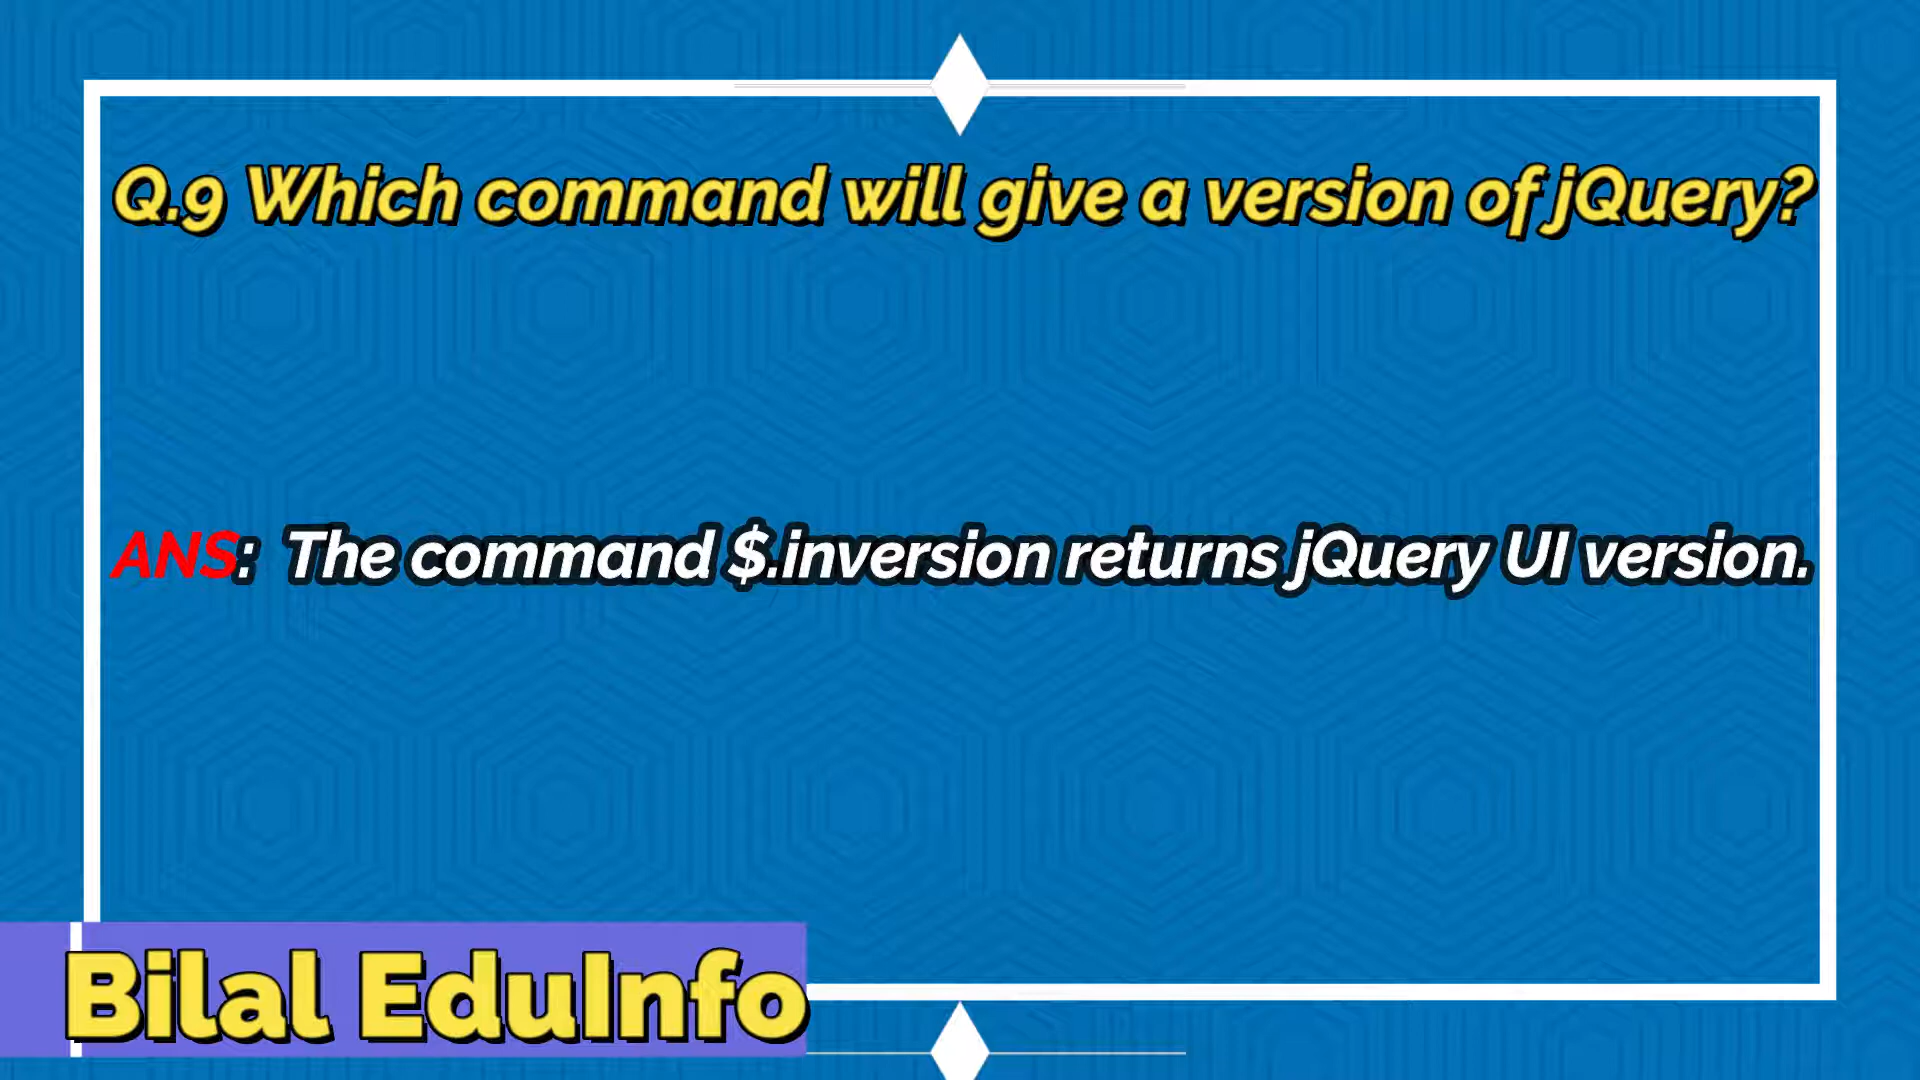 Q.9 Which command will give a version of jQuery?
ANS: The command $.inversion returns jQuery UI version.
Bilal EduInfo